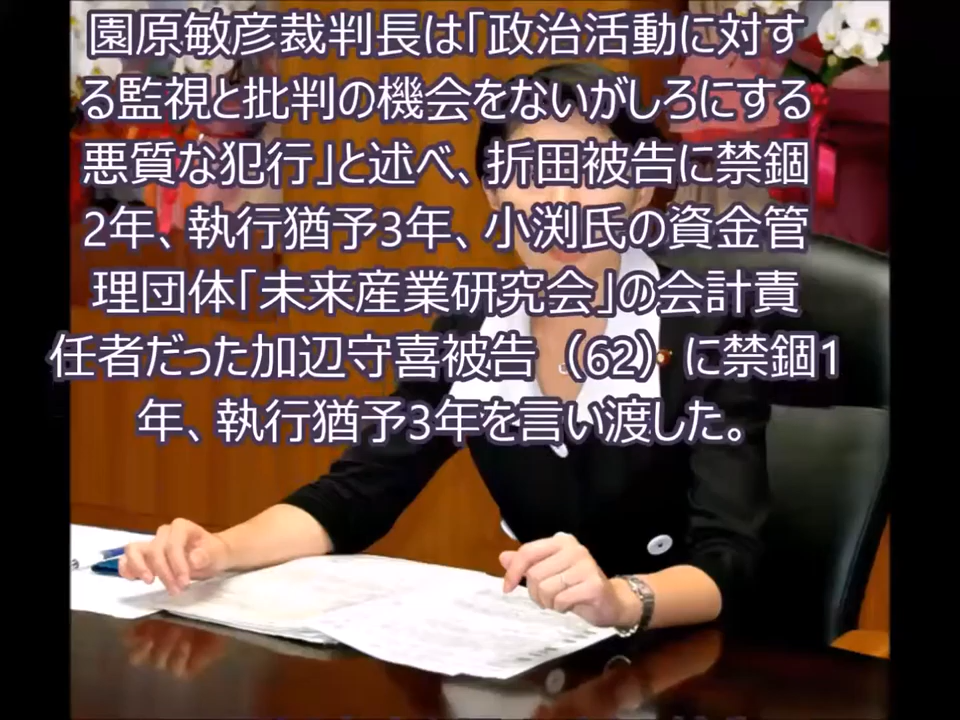 園原敏彦裁判長は「政治活動に対す
る監視と批判の機会をないがしろにする
悪質な犯行」と述べ、折田被告に禁錮
2年、執行猶予3年、小渕氏の資金管
理団体「未来産業研究会」の会計責
任者だった加辺守喜被告（62）に禁錮1
年、執行猶予3年を言い渡した。